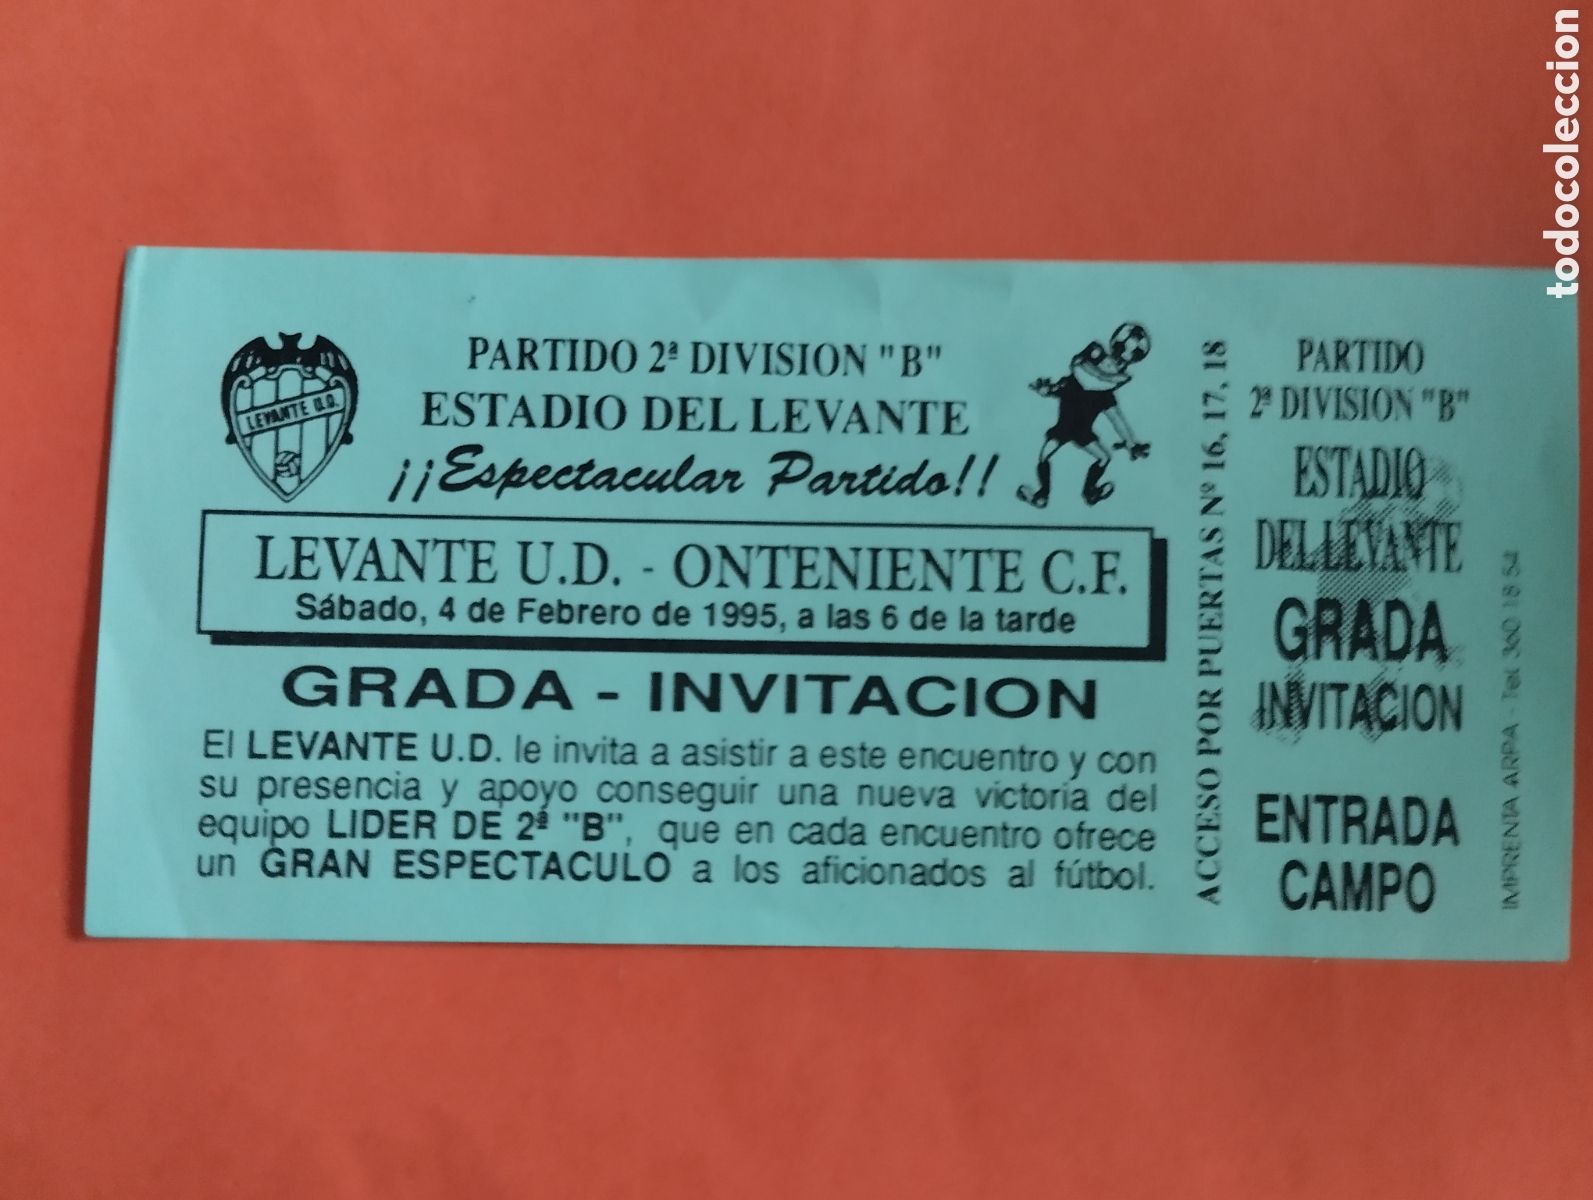 todocoleccion
LEVANTE U.D.
PARTIDO 2ª DIVISION "B"
ESTADIO DEL LEVANTE
¡¡Espectacular Partido!!
LEVANTE U.D. - ONTENIENTE C.F.
Sábado, 4 de Febrero de 1995, a las 6 de la tarde
GRADA - INVITACION
El LEVANTE U.D. le invita a asistir a este encuentro y con
su presencia y apoyo conseguir una nueva victoria del
equipo LIDER DE 2ª "B", que en cada encuentro ofrece
un GRAN ESPECTACULO a los aficionados al fútbol.
ACCESO POR PUERTAS Nº 16, 17, 18
PARTIDO
2ª DIVISION "B"
ESTADIO
DEL LEVANTE
GRADA
INVITACION
ENTRADA
CAMPO
IMPRENTA ARPA - Tel. 360 18 54